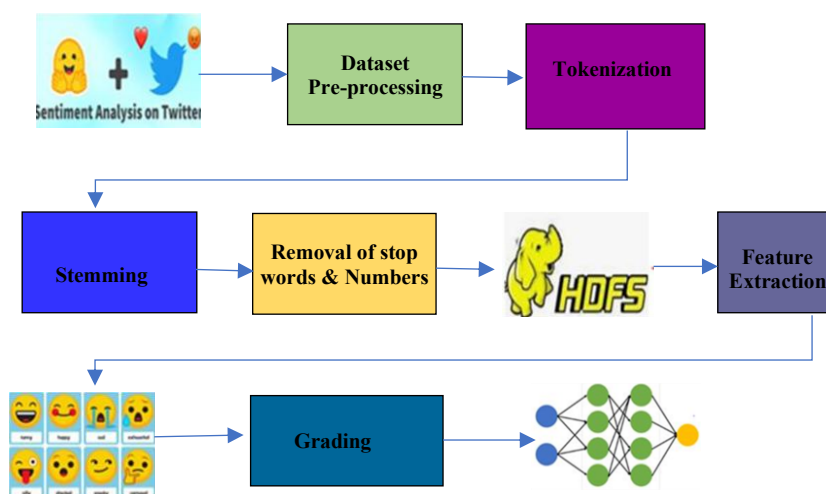 Sentiment Analysis on Twitter
Dataset
Pre-processing
Tokenization
Stemming
Removal of stop
words & Numbers
HDFS
Feature
Extraction
happy
sad
exhausted
Grading